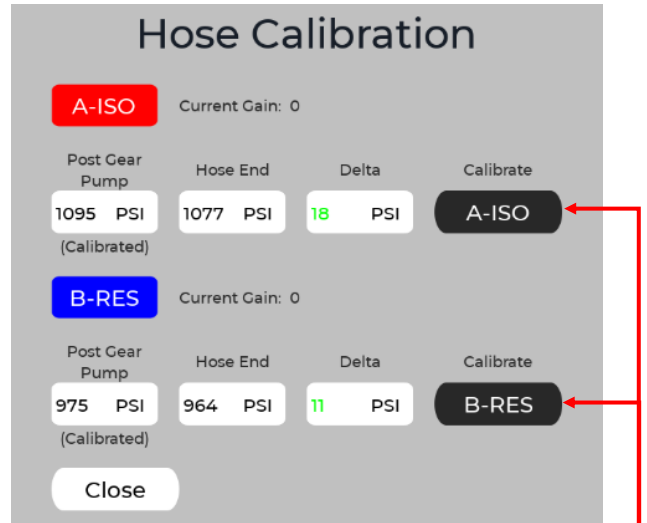 Hose Calibration
A-ISO Current Gain: 0
Post Gear Pump Hose End Delta Calibrate
1095 PSI 1077 PSI 18 PSI A-ISO
(Calibrated)
B-RES Current Gain: 0
Post Gear Pump Hose End Delta Calibrate
975 PSI 964 PSI 11 PSI B-RES
(Calibrated)
Close